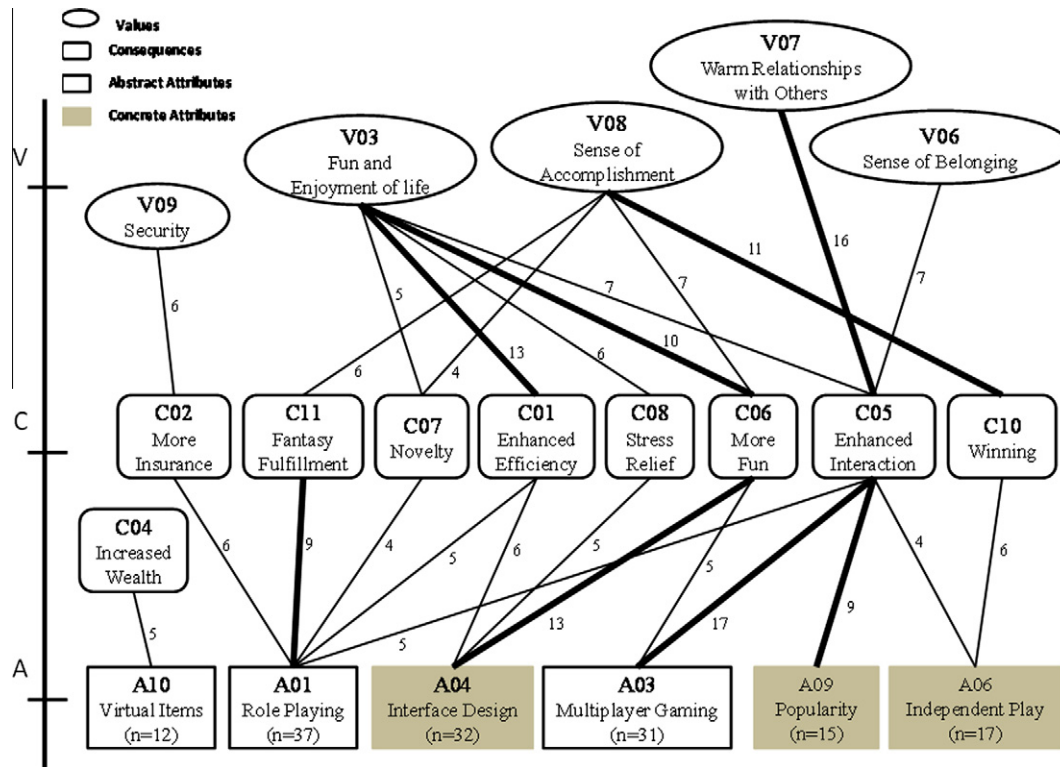 Values
Consequences
Abstract Attributes
Concrete Attributes
V
C
A
V07
Warm Relationships
with Others
V03
Fun and
Enjoyment of life
V08
Sense of
Accomplishment
V06
Sense of Belonging
V09
Security
11
16
6
5
7
7
7
13
10
6
6
4
C02
More
Insurance
C11
Fantasy
Fulfillment
C07
Novelty
C01
Enhanced
Efficiency
C08
Stress
Relief
C06
More
Fun
C05
Enhanced
Interaction
C10
Winning
C04
Increased
Wealth
6
9
4
5
6
5
5
4
6
5
5
13
17
9
A10
Virtual Items
(n=12)
A01
Role Playing
(n=37)
A04
Interface Design
(n=32)
A03
Multiplayer Gaming
(n=31)
A09
Popularity
(n=15)
A06
Independent Play
(n=17)